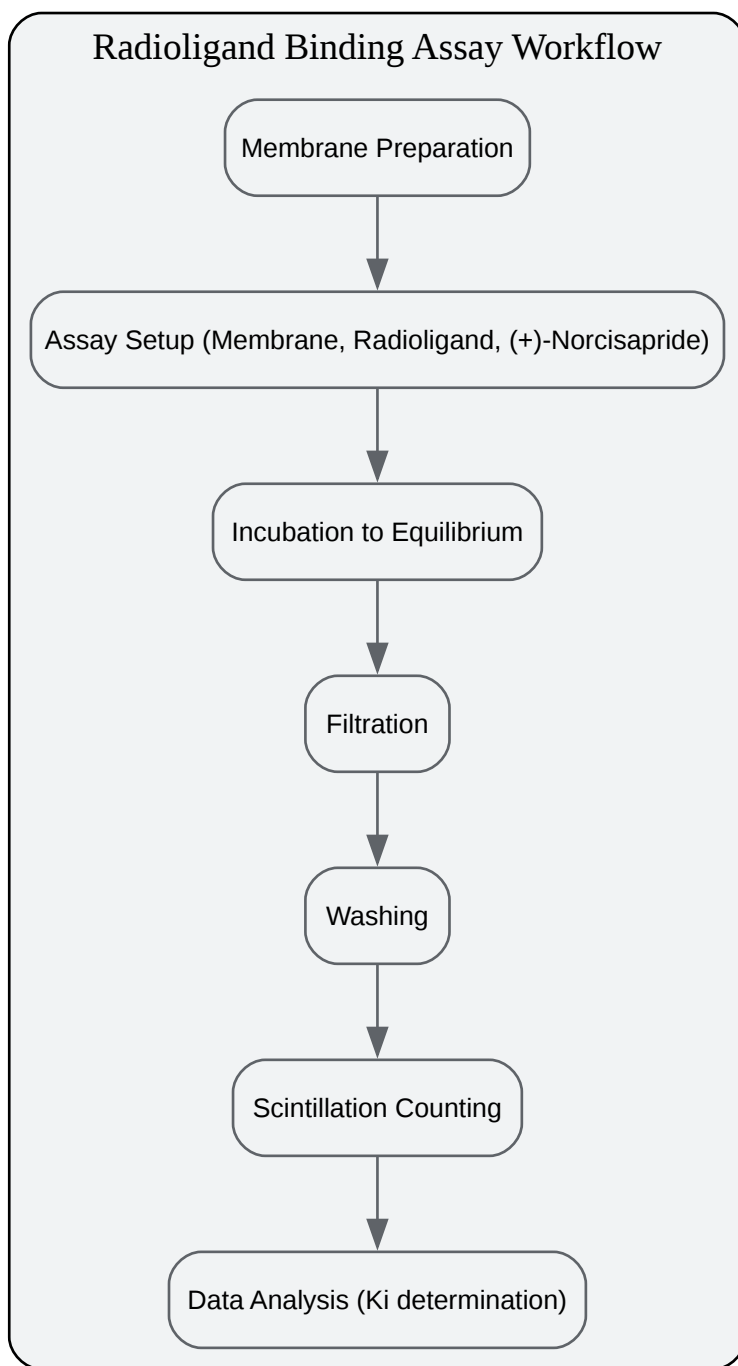 Radioligand Binding Assay Workflow
Membrane Preparation
Assay Setup (Membrane, Radioligand, (+)-Norcisapride)
Incubation to Equilibrium
Filtration
Washing
Scintillation Counting
Data Analysis (Ki determination)